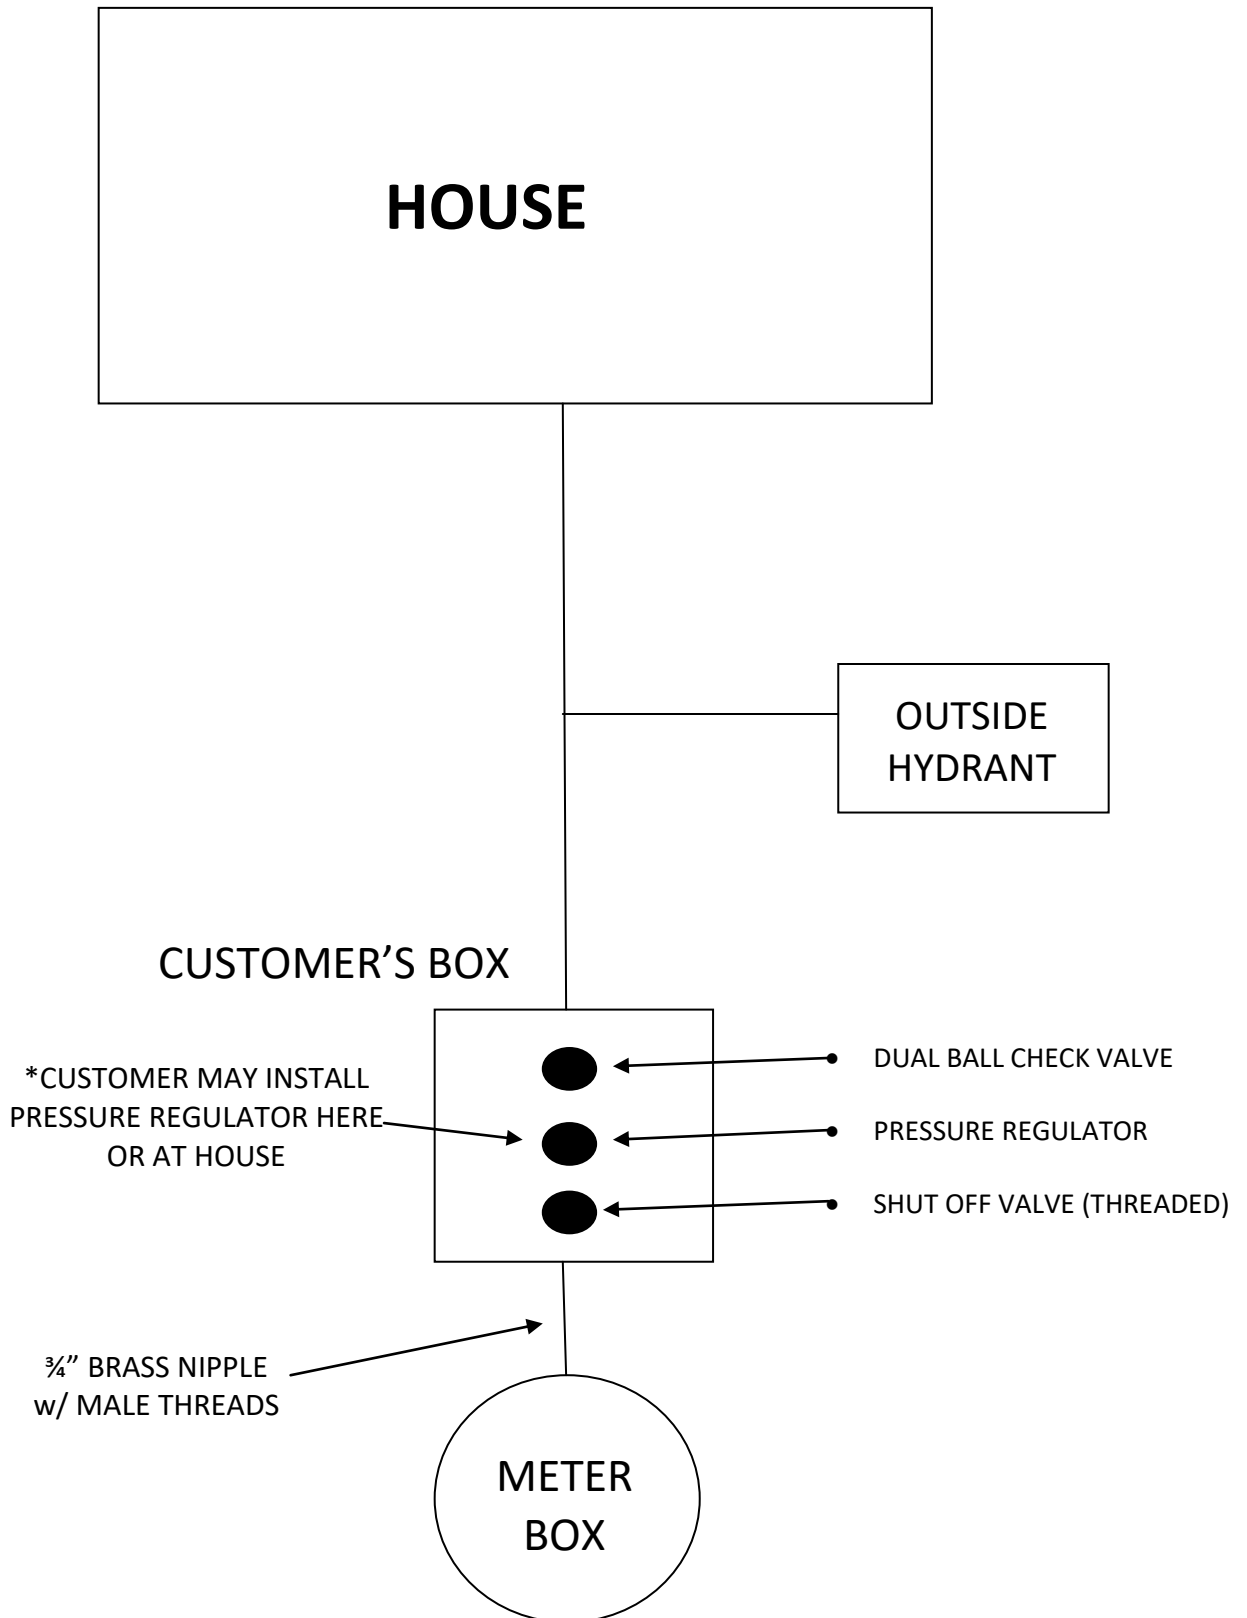 HOUSE
OUTSIDE
HYDRANT
CUSTOMER’S BOX
*CUSTOMER MAY INSTALL
PRESSURE REGULATOR HERE
OR AT HOUSE
DUAL BALL CHECK VALVE
PRESSURE REGULATOR
SHUT OFF VALVE (THREADED)
¾” BRASS NIPPLE
w/ MALE THREADS
METER
BOX